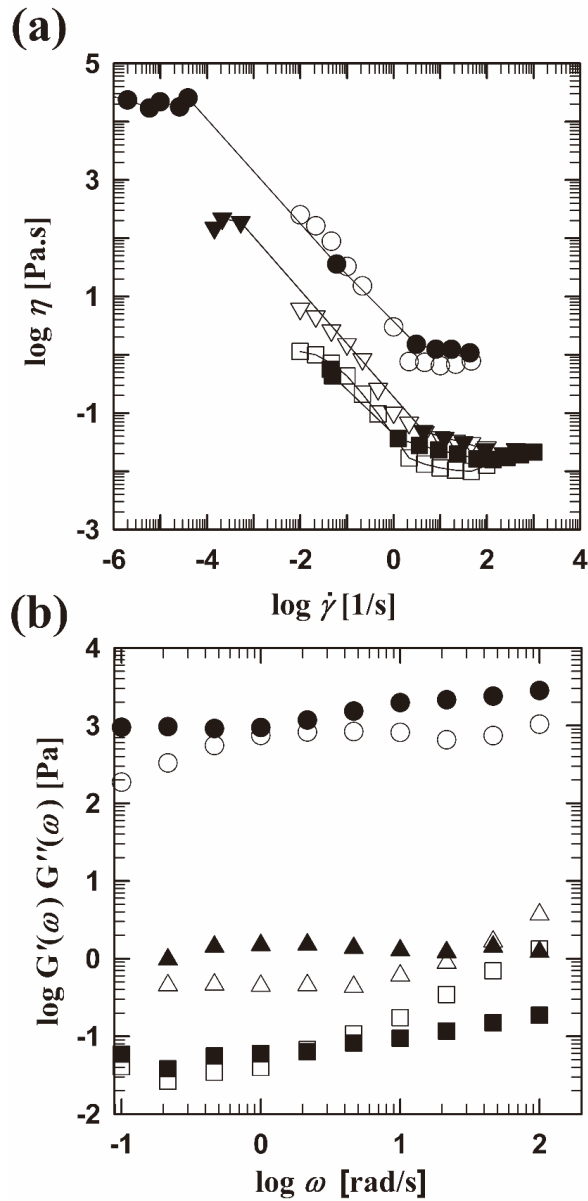 (a)
5
3
1
-1
-3
log η [Pa.s]
-6 -4 -2 0 2 4
log γ̇ [1/s]
(b)
4
3
2
1
0
-1
-2
log G′(ω) G″(ω) [Pa]
-1 0 1 2
log ω [rad/s]